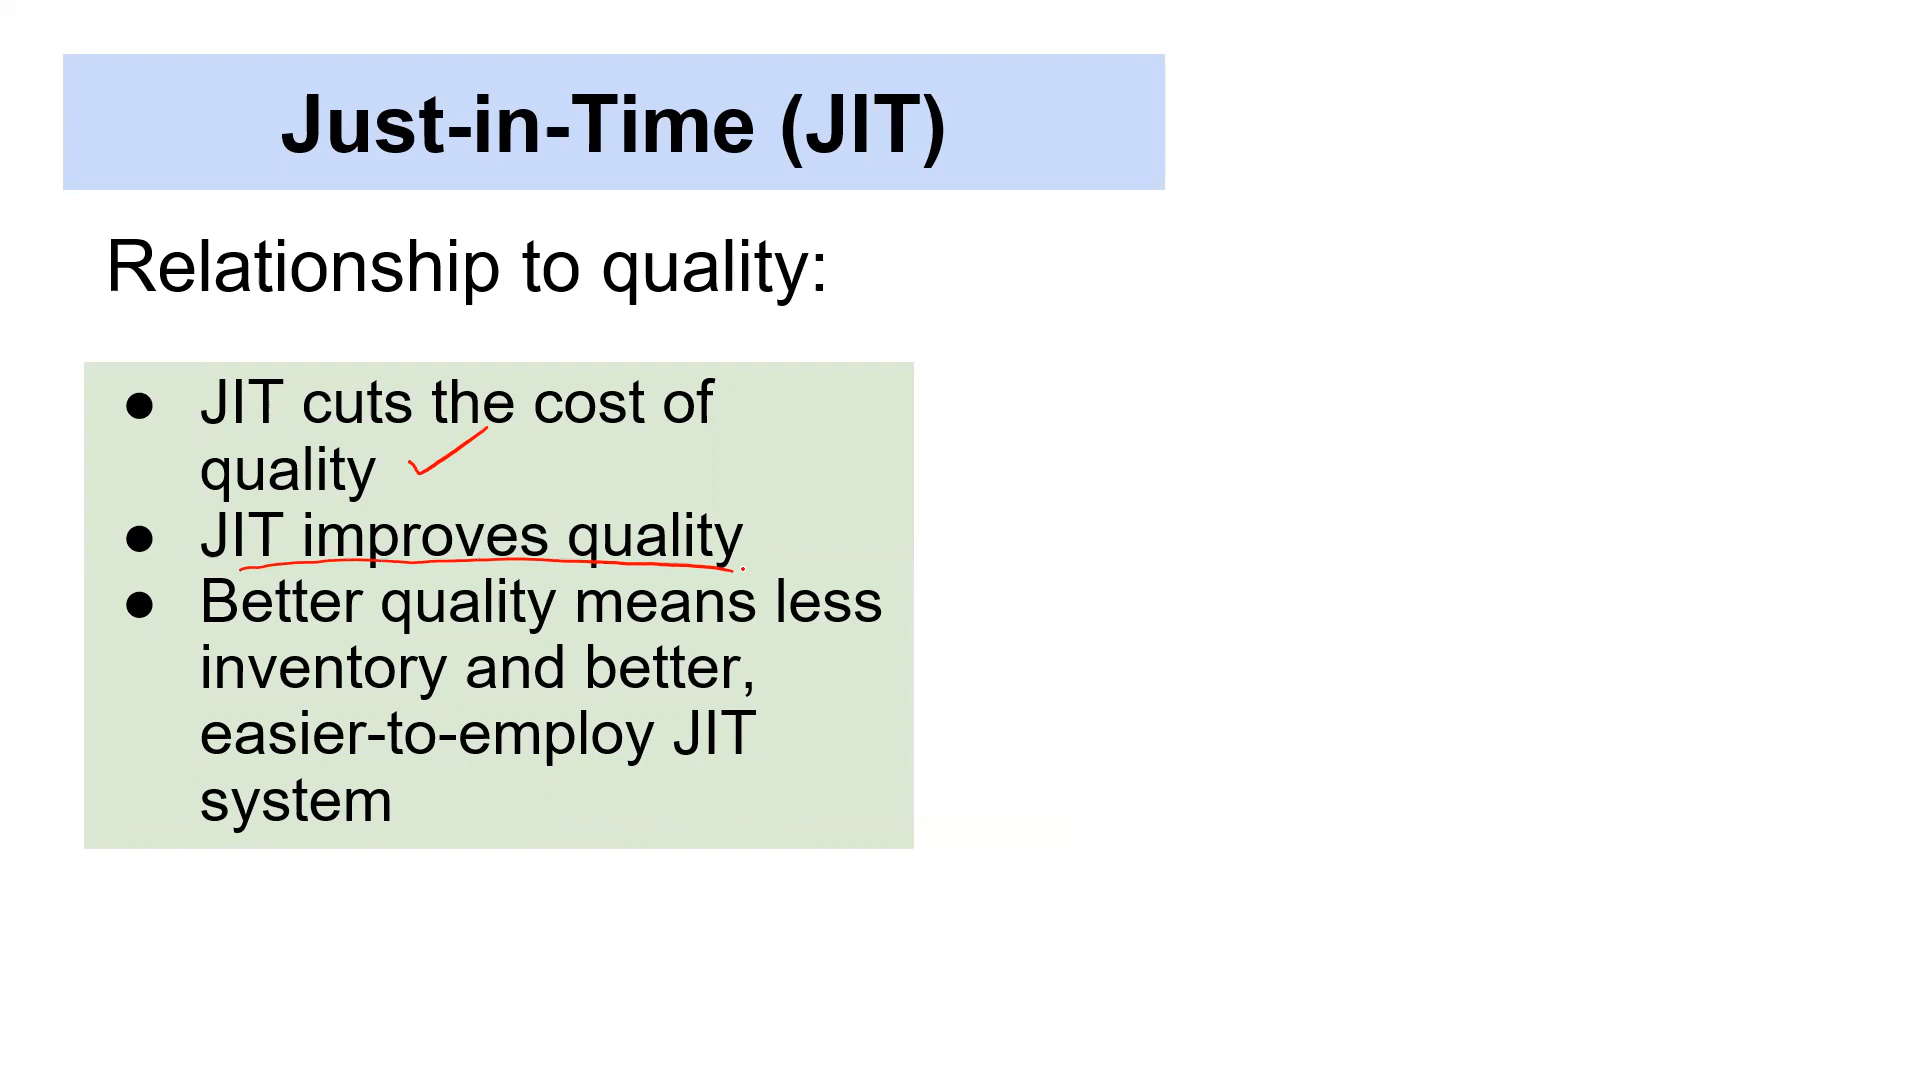 Just-in-Time (JIT)
Relationship to quality:
● JIT cuts the cost of
quality
● JIT improves quality
● Better quality means less
inventory and better,
easier-to-employ JIT
system